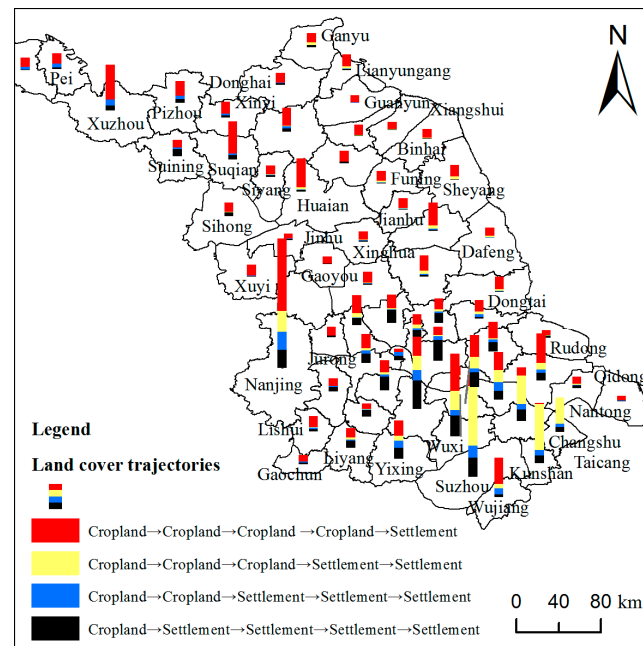 Ganyu
N
Lianyungang
Pei
Donghai
Guanyun
Xiangshui
Pizhou
Xinyi
Xuzhou
Binhai
Suining
Suqian
Siyang
Funing
Sheyang
Huaian
Sihong
Jianhu
Jinhu
Xinghua
Dafeng
Xuyi
Gaoyou
Dongtai
Rudong
Jurong
Nanjing
Qidong
Nantong
Legend
Lishui
Changshu
Wuxi
Liyang
Taicang
Land cover trajectories
Gaochun
Yixing
Kunshan
Suzhou
Wujiang
Cropland→Cropland→Cropland →Cropland→Settlement
Cropland→Cropland→Cropland→Settlement→Settlement
Cropland→Cropland→Settlement→Settlement→Settlement
Cropland→Settlement→Settlement→Settlement→Settlement
0 40 80 km